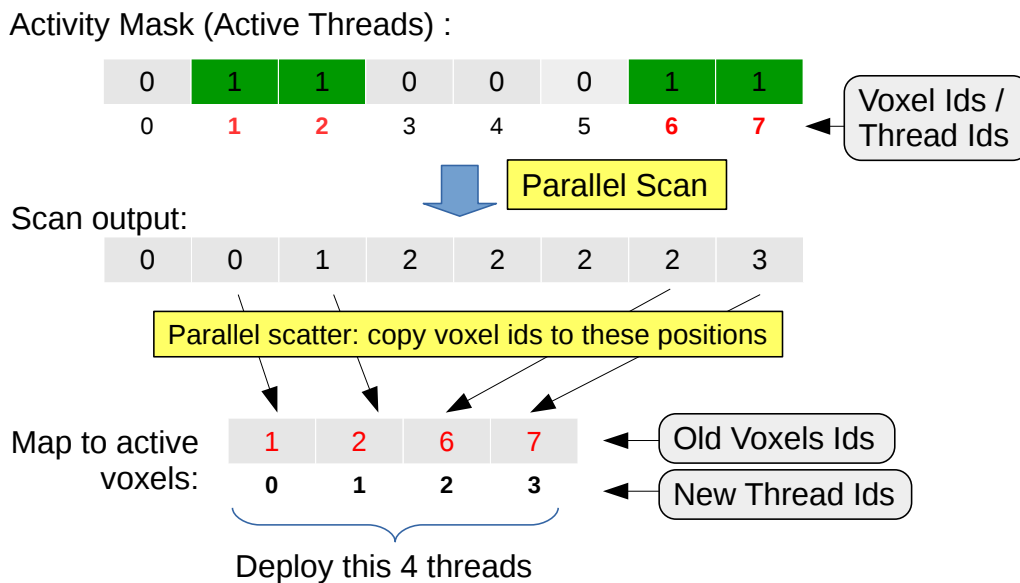 Activity Mask (Active Threads) :
0 1 1 0 0 0 1 1
0 1 2 3 4 5 6 7
Voxel Ids /
Thread Ids
Parallel Scan
Scan output:
0 0 1 2 2 2 2 3
Parallel scatter: copy voxel ids to these positions
Map to active
voxels:
1 2 6 7
Old Voxels Ids
0 1 2 3
New Thread Ids
Deploy this 4 threads